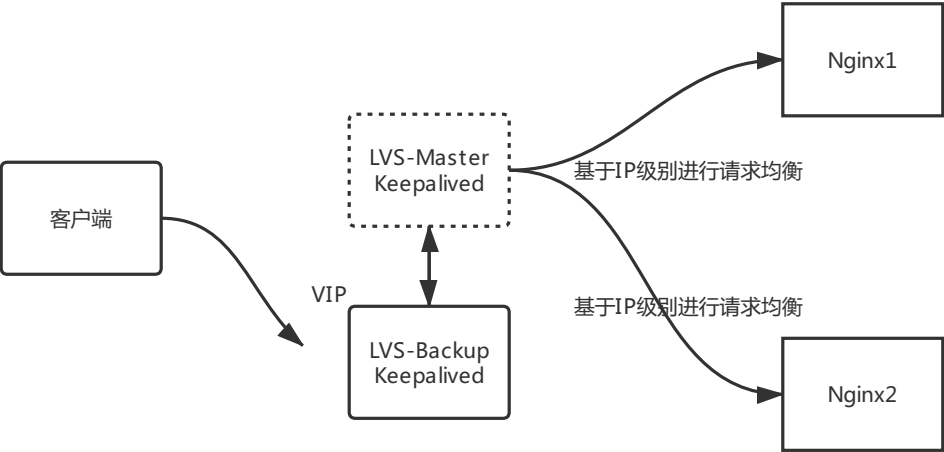 Nginx1
LVS-Master
Keepalived
基于IP级别进行请求均衡
客户端
VIP
基于IP级别进行请求均衡
LVS-Backup
Keepalived
Nginx2